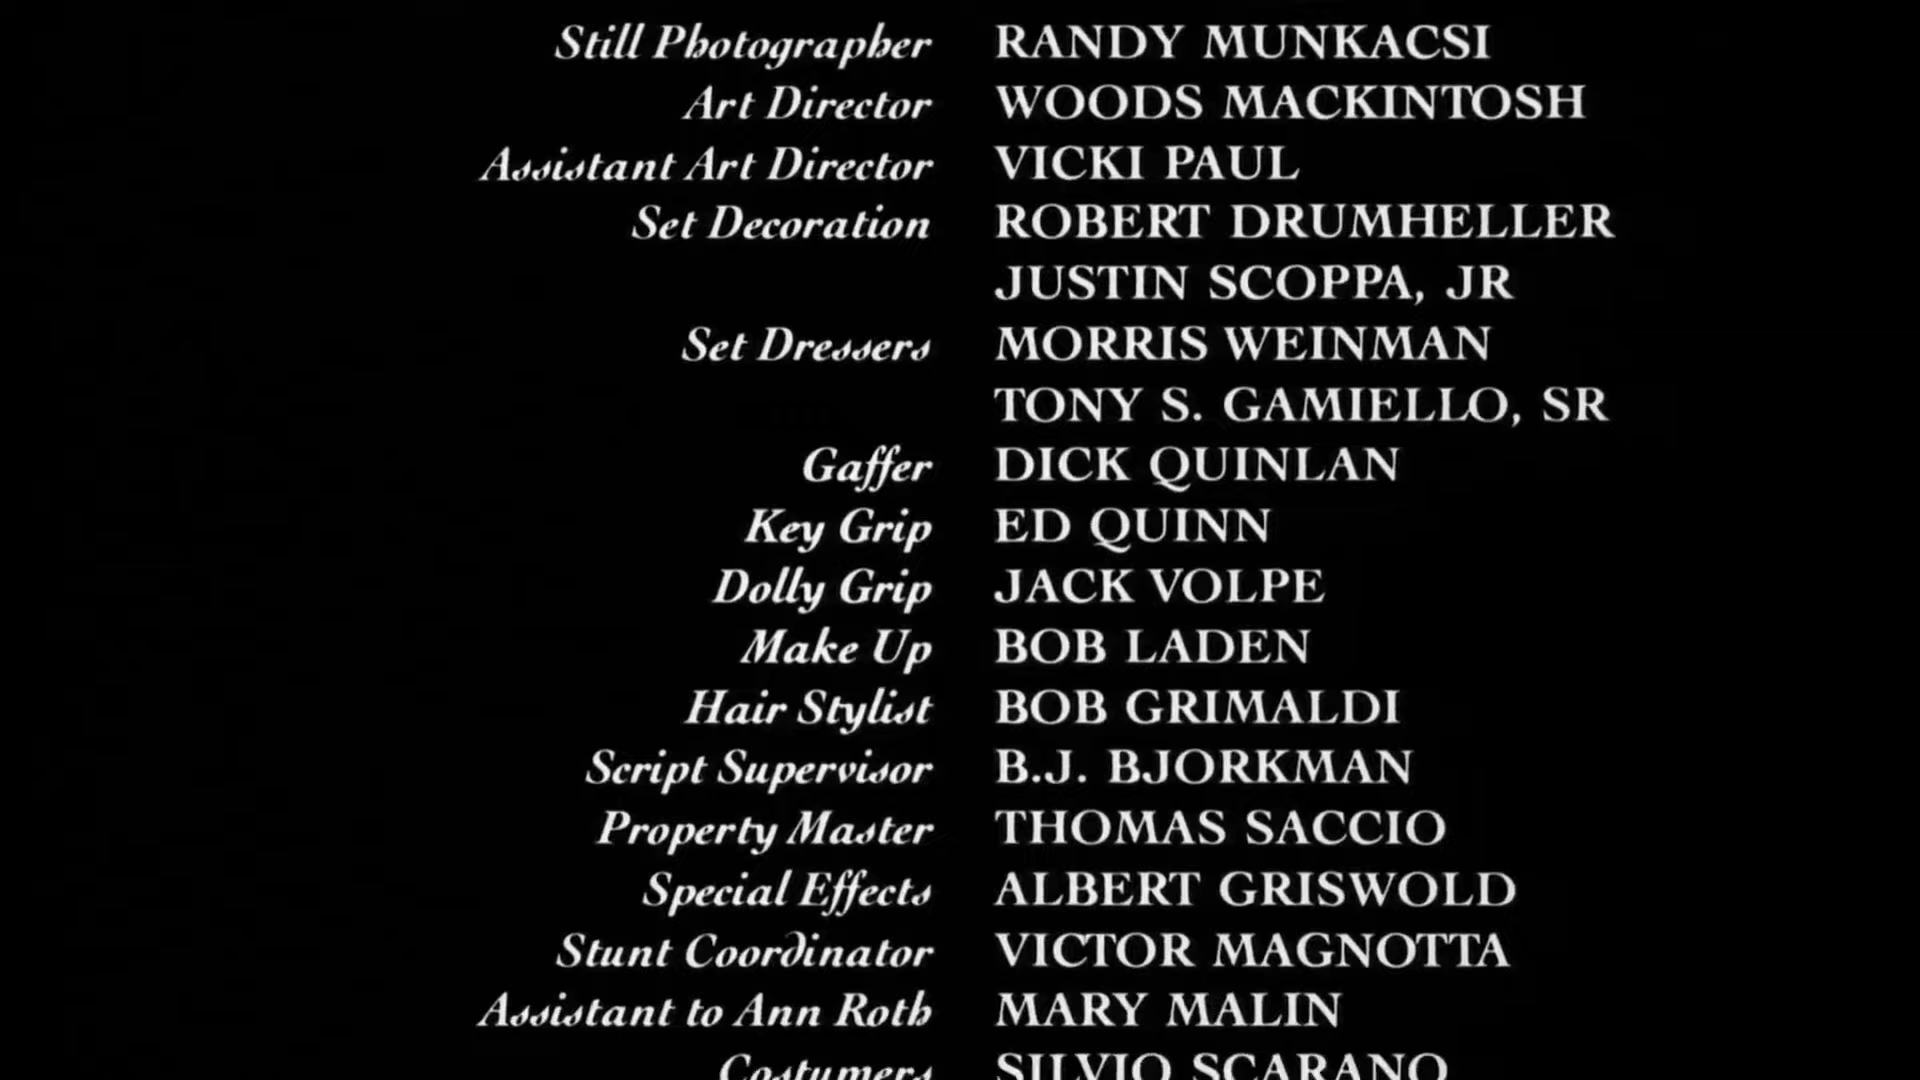 Still Photographer RANDY MUNKACSI
Art Director WOODS MACKINTOSH
Assistant Art Director VICKI PAUL
Set Decoration ROBERT DRUMHELLER
JUSTIN SCOPPA, JR
Set Dressers MORRIS WEINMAN
TONY S. GAMIELLO, SR
Gaffer DICK QUINLAN
Key Grip ED QUINN
Dolly Grip JACK VOLPE
Make Up BOB LADEN
Hair Stylist BOB GRIMALDI
Script Supervisor B.J. BJORKMAN
Property Master THOMAS SACCIO
Special Effects ALBERT GRISWOLD
Stunt Coordinator VICTOR MAGNOTTA
Assistant to Ann Roth MARY MALIN
Costumers SILVIO SCARANO